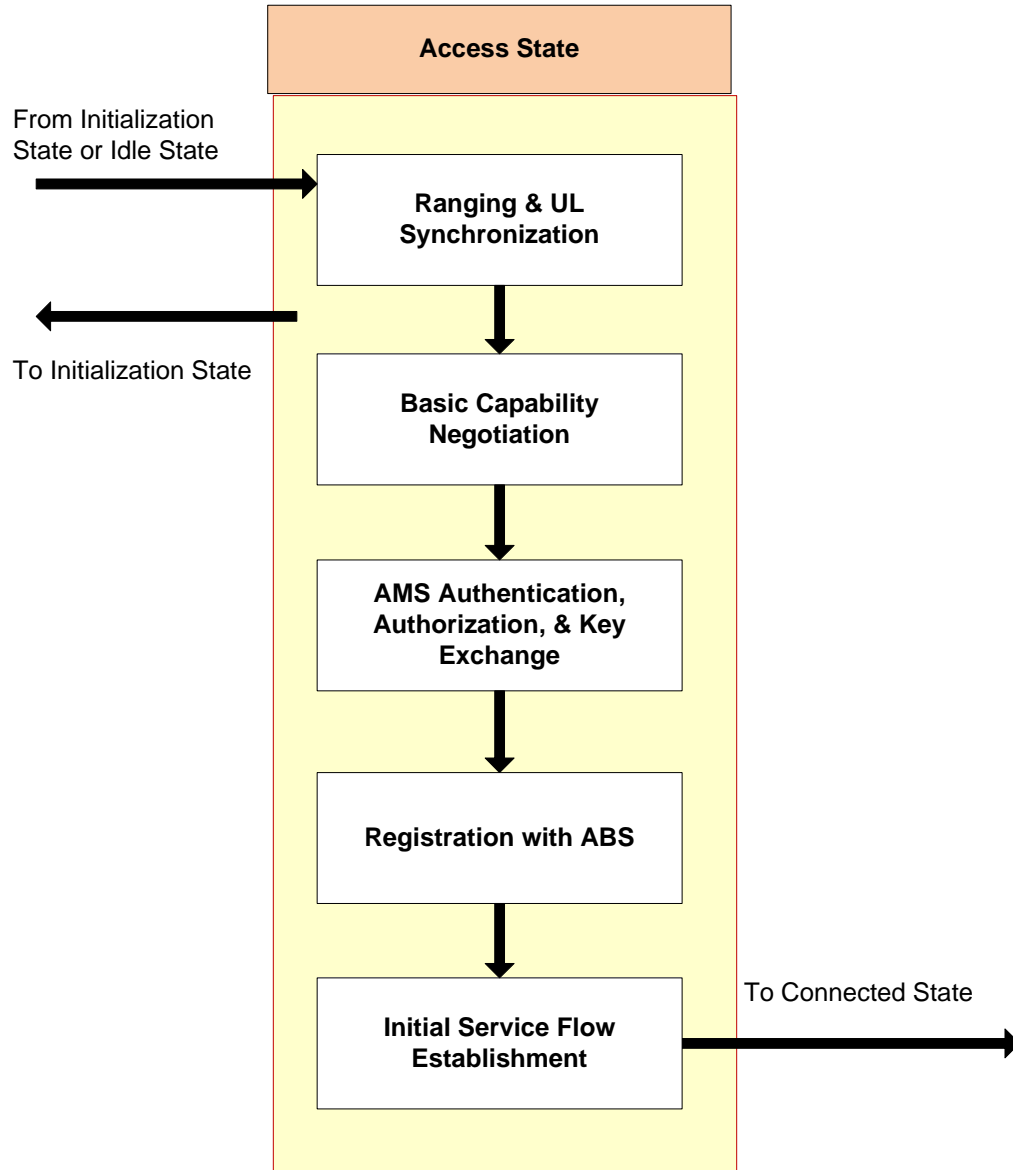 Access State
From Initialization
State or Idle State
Ranging & UL
Synchronization
To Initialization State
Basic Capability
Negotiation
AMS Authentication,
Authorization, & Key
Exchange
Registration with ABS
To Connected State
Initial Service Flow
Establishment